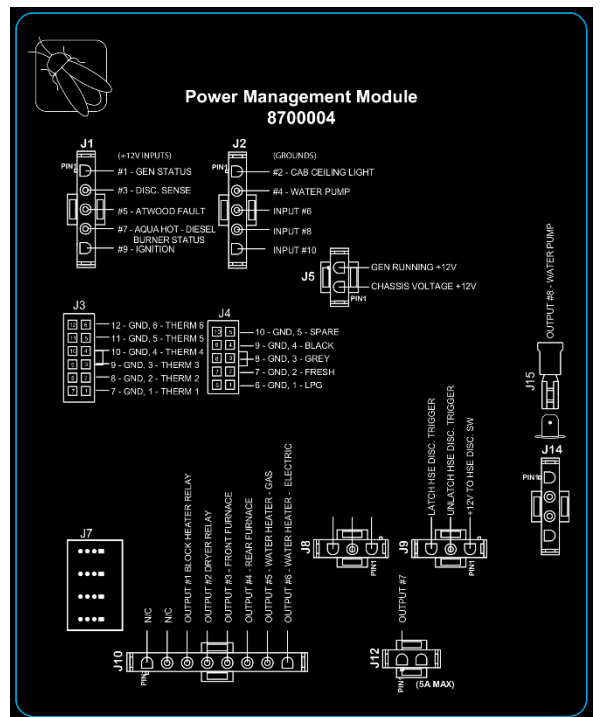 Power Management Module
8700004
J1
(+12V INPUTS)
PIN1
#1 - GEN STATUS
#3 - DISC. SENSE
#5 - ATWOOD FAULT
#7 - AQUA HOT - DIESEL
BURNER STATUS
#9 - IGNITION
J2
(GROUNDS)
PIN1
#2 - CAB CEILING LIGHT
#4 - WATER PUMP
INPUT #6
INPUT #8
INPUT #10
J5
GEN RUNNING +12V
CHASSIS VOLTAGE +12V
PIN1
J3
12 - GND, 6 - THERM 6
11 - GND, 5 - THERM 5
10 - GND, 4 - THERM 4
9 - GND, 3 - THERM 3
8 - GND, 2 - THERM 2
7 - GND, 1 - THERM 1
J4
10 - GND, 5 - SPARE
9 - GND, 4 - BLACK
8 - GND, 3 - GREY
7 - GND, 2 - FRESH
6 - GND, 1 - LPG
OUTPUT #8 - WATER PUMP
J15
J14
PIN1
J7
J10
N/C
N/C
OUTPUT #1 BLOCK HEATER RELAY
OUTPUT #2 DRYER RELAY
OUTPUT #3 - FRONT FURNACE
OUTPUT #4 - REAR FURNACE
OUTPUT #5 - WATER HEATER - GAS
OUTPUT #6 - WATER HEATER - ELECTRIC
J8
PIN1
J9
LATCH HSE DISC. TRIGGER
UNLATCH HSE DISC. TRIGGER
+12V TO HSE DISC. SW
PIN1
J12
OUTPUT #7
(5A MAX)